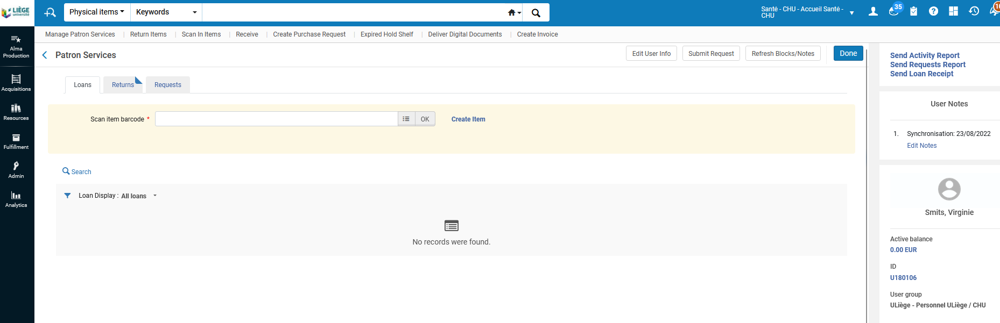 LIÈGE
université
Physical items
Keywords
Santé - CHU - Accueil Santé -
CHU
35
10
Manage Patron Services
Return Items
Scan In Items
Receive
Create Purchase Request
Expired Hold Shelf
Deliver Digital Documents
Create Invoice
Alma
Production
Acquisitions
Resources
Fulfillment
Admin
Analytics
Patron Services
Edit User Info
Submit Request
Refresh Blocks/Notes
Done
Loans
Returns
Requests
Scan item barcode *
OK
Create Item
Search
Loan Display : All loans
No records were found.
Send Activity Report
Send Requests Report
Send Loan Receipt
User Notes
1. Synchronisation: 23/08/2022
Edit Notes
Smits, Virginie
Active balance
0.00 EUR
ID
U180106
User group
ULiège - Personnel ULiège / CHU